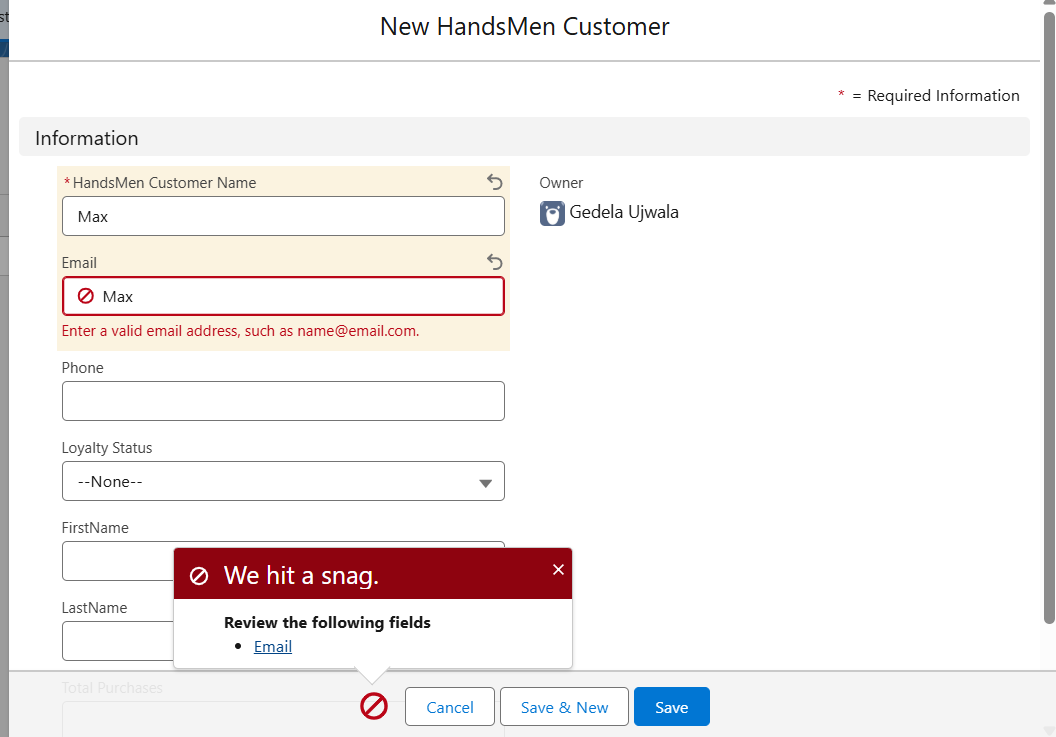 New HandsMen Customer
* = Required Information
Information
*HandsMen Customer Name
Max
Owner
Gedela Ujwala
Email
Max
Enter a valid email address, such as name@email.com.
Phone
Loyalty Status
--None--
FirstName
We hit a snag.
Review the following fields
• Email
LastName
Total Purchases
Cancel
Save & New
Save